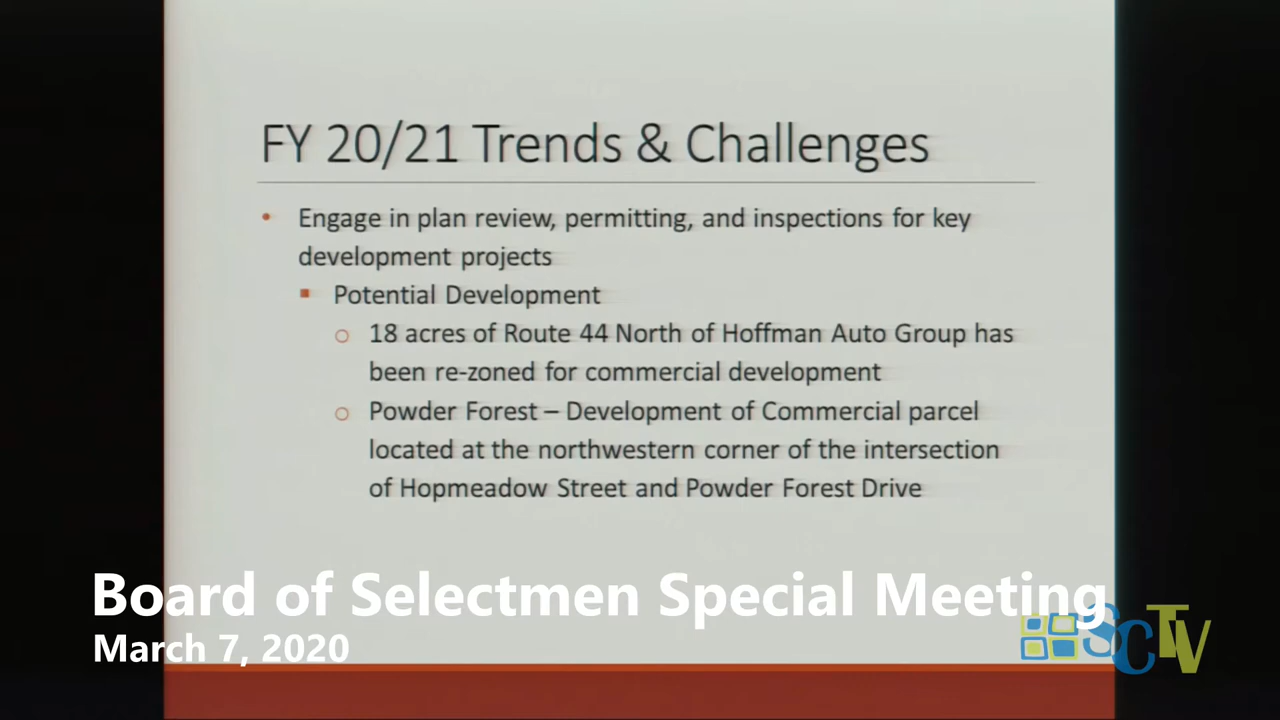 FY 20/21 Trends & Challenges
• Engage in plan review, permitting, and inspections for key
development projects
▪ Potential Development
o 18 acres of Route 44 North of Hoffman Auto Group has
been re-zoned for commercial development
o Powder Forest – Development of Commercial parcel
located at the northwestern corner of the intersection
of Hopmeadow Street and Powder Forest Drive
Board of Selectmen Special Meeting
March 7, 2020
SCTV